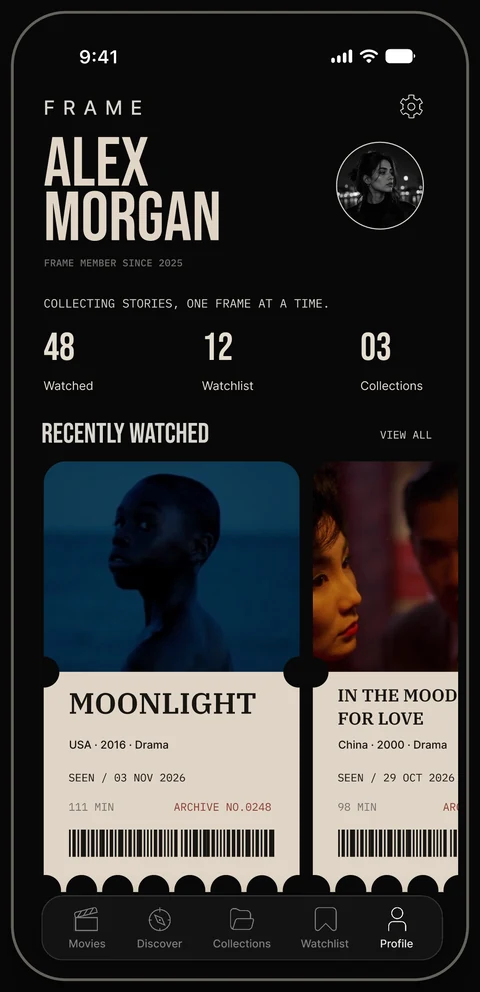 9:41
FRAME
ALEX
MORGAN
FRAME MEMBER SINCE 2025
COLLECTING STORIES, ONE FRAME AT A TIME.
48 12 03
Watched Watchlist Collections
RECENTLY WATCHED VIEW ALL
MOONLIGHT
USA · 2016 · Drama
SEEN / 03 NOV 2026
111 MIN ARCHIVE NO.0248
IN THE MOOD
FOR LOVE
China · 2000 · Drama
SEEN / 29 OCT 2026
98 MIN
Movies Discover Collections Watchlist Profile